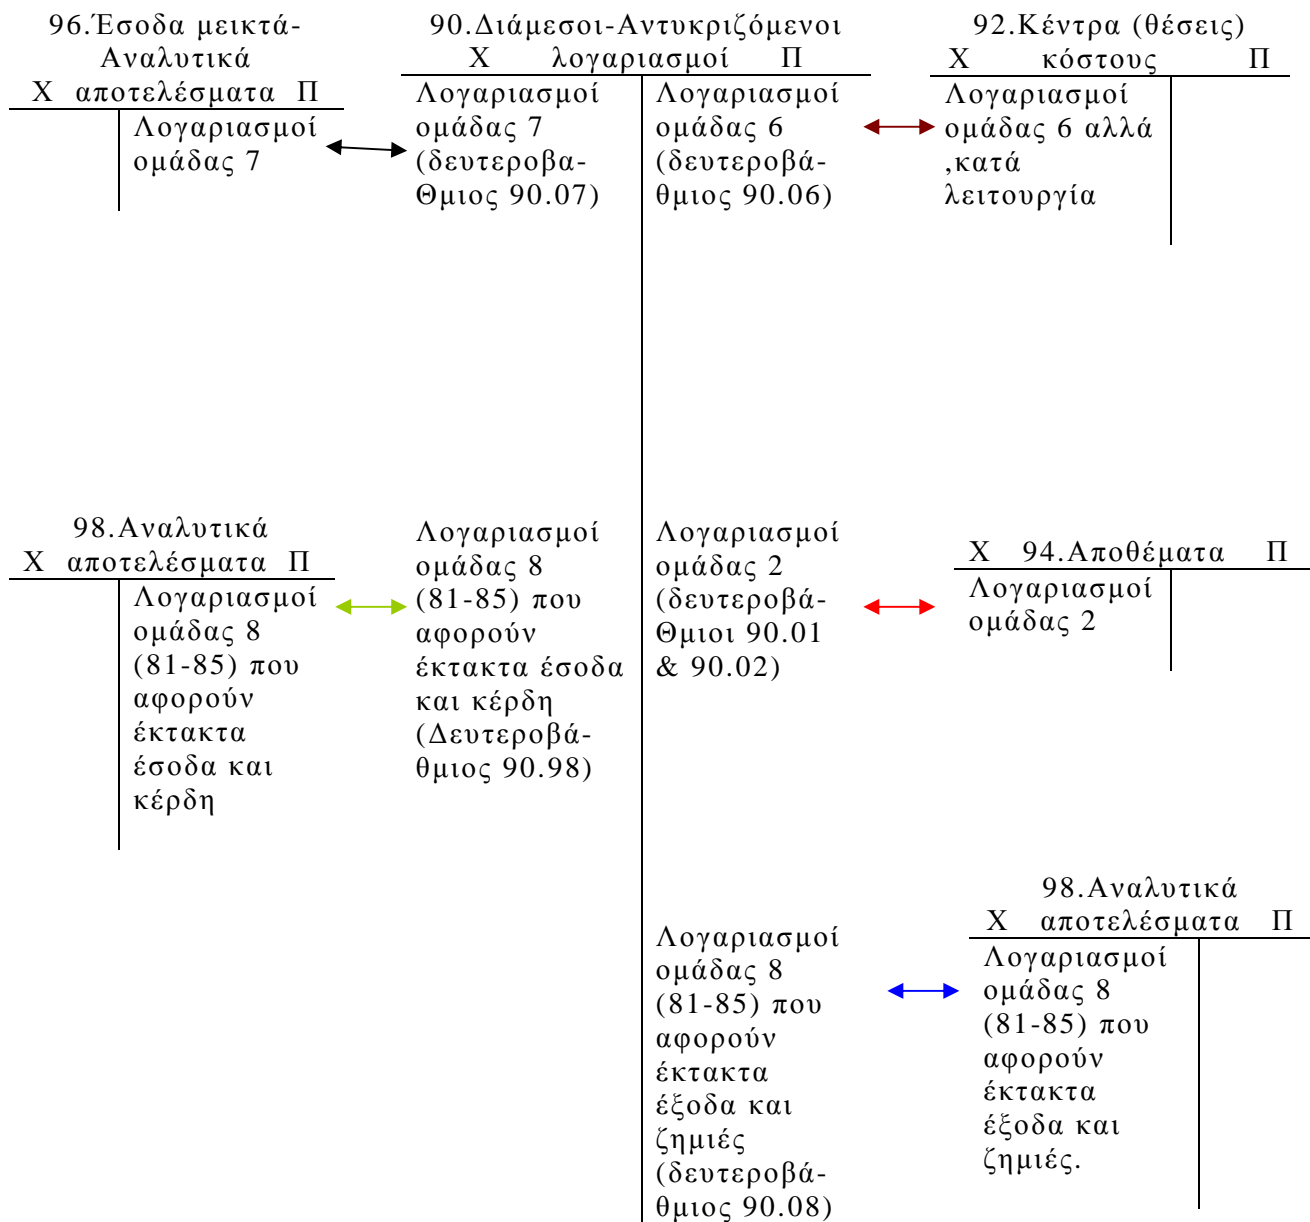 96.Έσοδα μεικτά-
Αναλυτικά
Χ αποτελέσματα Π
Λογαριασμοί
ομάδας 7
90.Διάμεσοι-Αντυκριζόμενοι
Χ λογαριασμοί Π
Λογαριασμοί
ομάδας 7
(δευτεροβα-
Θμιος 90.07)
Λογαριασμοί
ομάδας 6
(δευτεροβά-
θμιος 90.06)
92.Κέντρα (θέσεις)
Χ κόστους Π
Λογαριασμοί
ομάδας 6 αλλά
,κατά
λειτουργία
98.Αναλυτικά
Χ αποτελέσματα Π
Λογαριασμοί
ομάδας 8
(81-85) που
αφορούν
έκτακτα
έσοδα και
κέρδη
Λογαριασμοί
ομάδας 8
(81-85) που
αφορούν
έκτακτα έσοδα
και κέρδη
(Δευτεροβά-
θμιος 90.98)
Λογαριασμοί
ομάδας 2
(δευτεροβά-
Θμιοι 90.01
& 90.02)
Χ 94.Αποθέματα Π
Λογαριασμοί
ομάδας 2
Λογαριασμοί
ομάδας 8
(81-85) που
αφορούν
έκτακτα
έξοδα και
ζημιές
(δευτεροβά-
θμιος 90.08)
98.Αναλυτικά
Χ αποτελέσματα Π
Λογαριασμοί
ομάδας 8
(81-85) που
αφορούν
έκτακτα
έξοδα και
ζημιές.